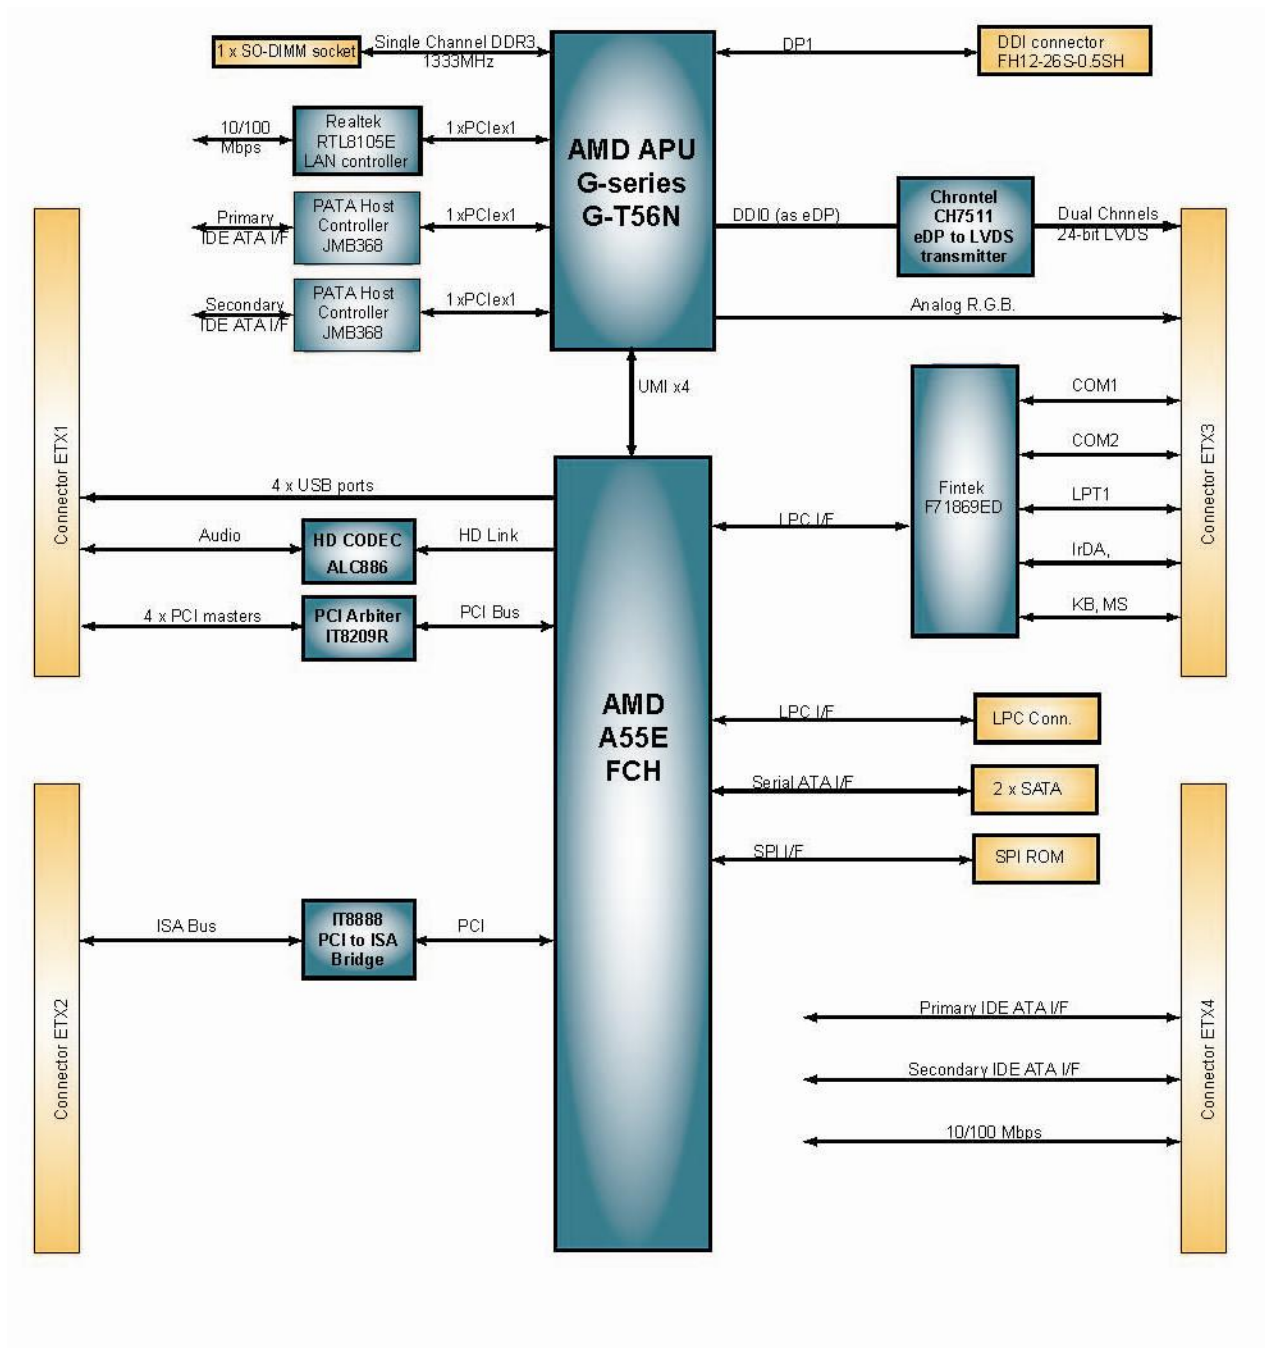 1 x SO-DIMM socket
Single Channel DDR3
1333MHz
DP1
DDI connector
FH12-26S-0.5SH
10/100
Mbps
Realtek
RTL8105E
LAN controller
1xPCIex1
AMD APU
G-series
G-T56N
Primary
IDE ATA I/F
PATA Host
Controller
JMB368
1xPCIex1
DDI0 (as eDP)
Chrontel
CH7511
eDP to LVDS
transmitter
Dual Chnnels
24-bit LVDS
Secondary
IDE ATA I/F
PATA Host
Controller
JMB368
1xPCIex1
Analog R.G.B.
UMI x4
Connector ETX1
Connector ETX3
COM1
COM2
LPT1
IrDA,
KB, MS
Fintek
F71869ED
LPC I/F
4 x USB ports
Audio
HD CODEC
ALC886
HD Link
4 x PCI masters
PCI Arbiter
IT8209R
PCI Bus
AMD
A55E
FCH
LPC I/F
LPC Conn.
Serial ATA I/F
2 x SATA
SPI I/F
SPI ROM
ISA Bus
IT8888
PCI to ISA
Bridge
PCI
Connector ETX2
Connector ETX4
Primary IDE ATA I/F
Secondary IDE ATA I/F
10/100 Mbps